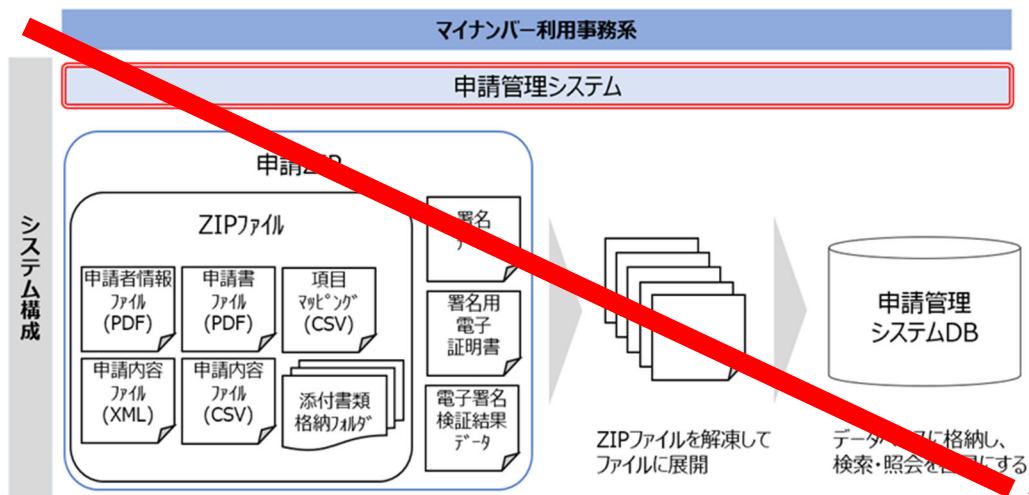 マイナンバー利用事務系
申請管理システム
システム構成
申請ZIP
ZIPファイル
申請者情報
ﾌｧｲﾙ
(PDF)
申請書
ﾌｧｲﾙ
(PDF)
項目
ﾏｯﾋﾟﾝｸﾞ
(CSV)
申請内容
ﾌｧｲﾙ
(XML)
申請内容
ﾌｧｲﾙ
(CSV)
添付書類
格納ﾌｫﾙﾀﾞ
署名
署名用
電子
証明書
電子署名
検証結果
ﾃﾞｰﾀ
ZIPファイルを解凍して
ファイルに展開
申請管理
システムDB
データベースに格納し、
検索・照会を可能にする